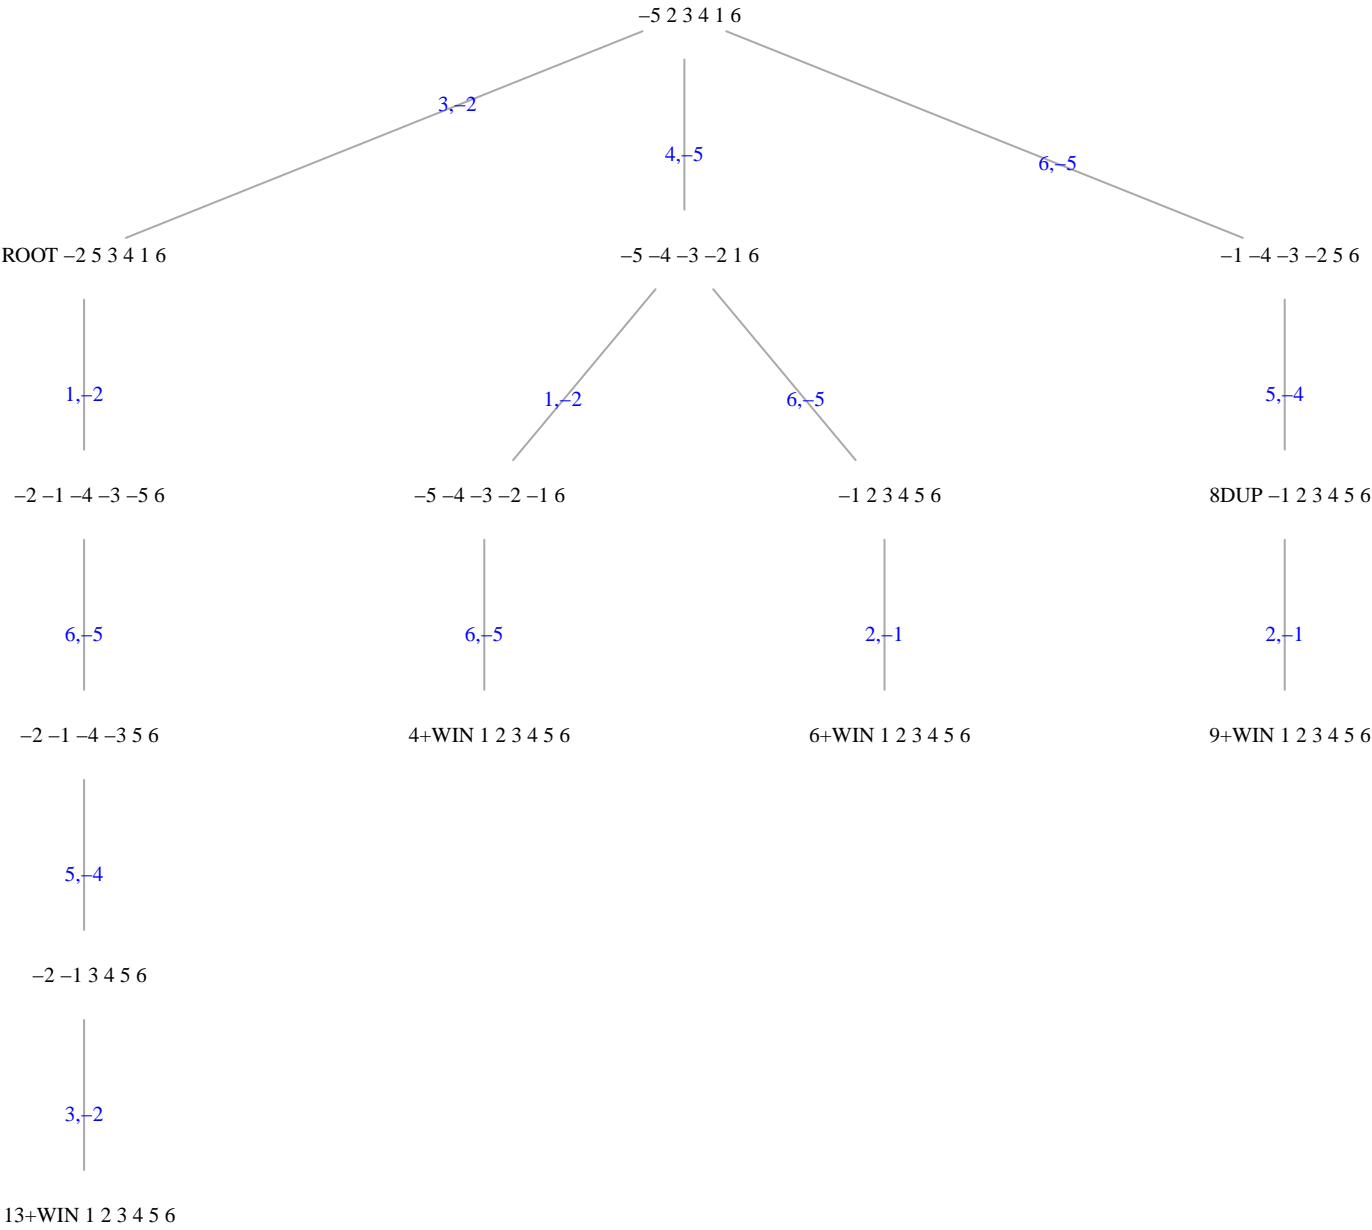 –5 2 3 4 1 6
3,–2
4,–5
6,–5
ROOT –2 5 3 4 1 6
–5 –4 –3 –2 1 6
–1 –4 –3 –2 5 6
1,–2
1,–2
6,–5
5,–4
–2 –1 –4 –3 –5 6
–5 –4 –3 –2 –1 6
–1 2 3 4 5 6
8DUP –1 2 3 4 5 6
6,–5
6,–5
2,–1
2,–1
–2 –1 –4 –3 5 6
4+WIN 1 2 3 4 5 6
6+WIN 1 2 3 4 5 6
9+WIN 1 2 3 4 5 6
5,–4
–2 –1 3 4 5 6
3,–2
13+WIN 1 2 3 4 5 6